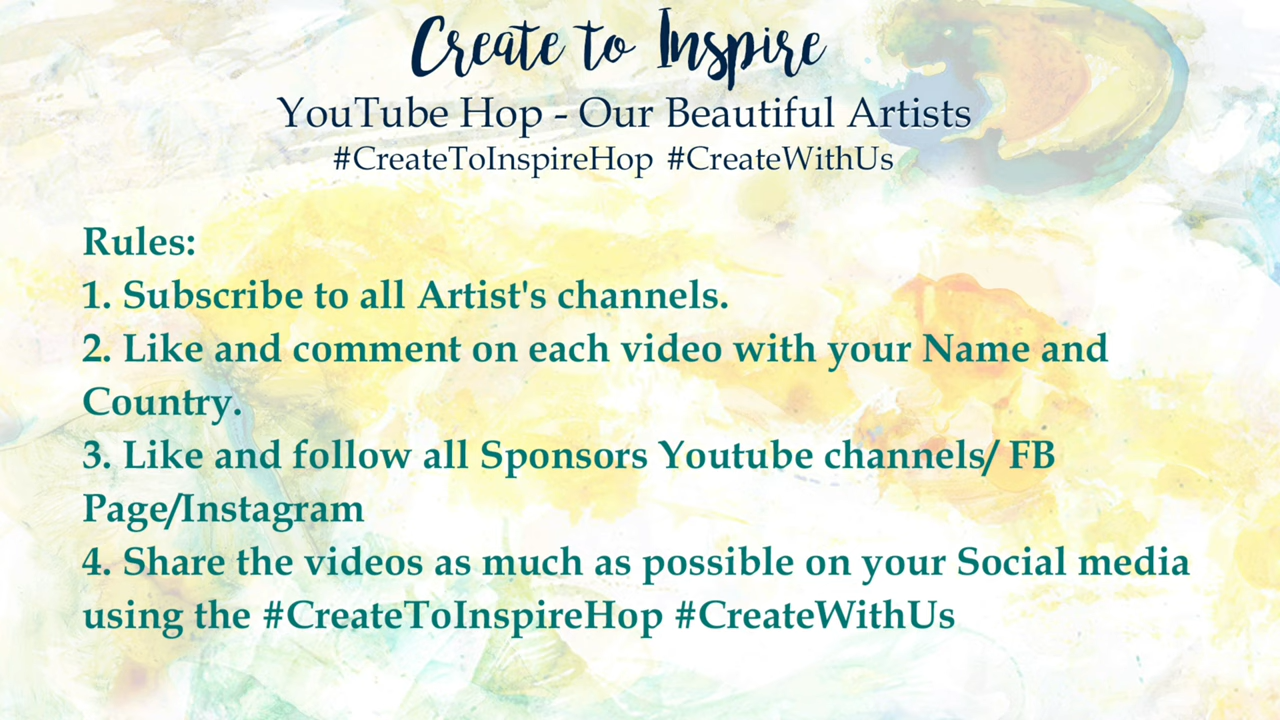 Create to Inspire
YouTube Hop - Our Beautiful Artists
#CreateToInspireHop #CreateWithUs
Rules:
1. Subscribe to all Artist's channels.
2. Like and comment on each video with your Name and
Country.
3. Like and follow all Sponsors Youtube channels/ FB
Page/Instagram
4. Share the videos as much as possible on your Social media
using the #CreateToInspireHop #CreateWithUs